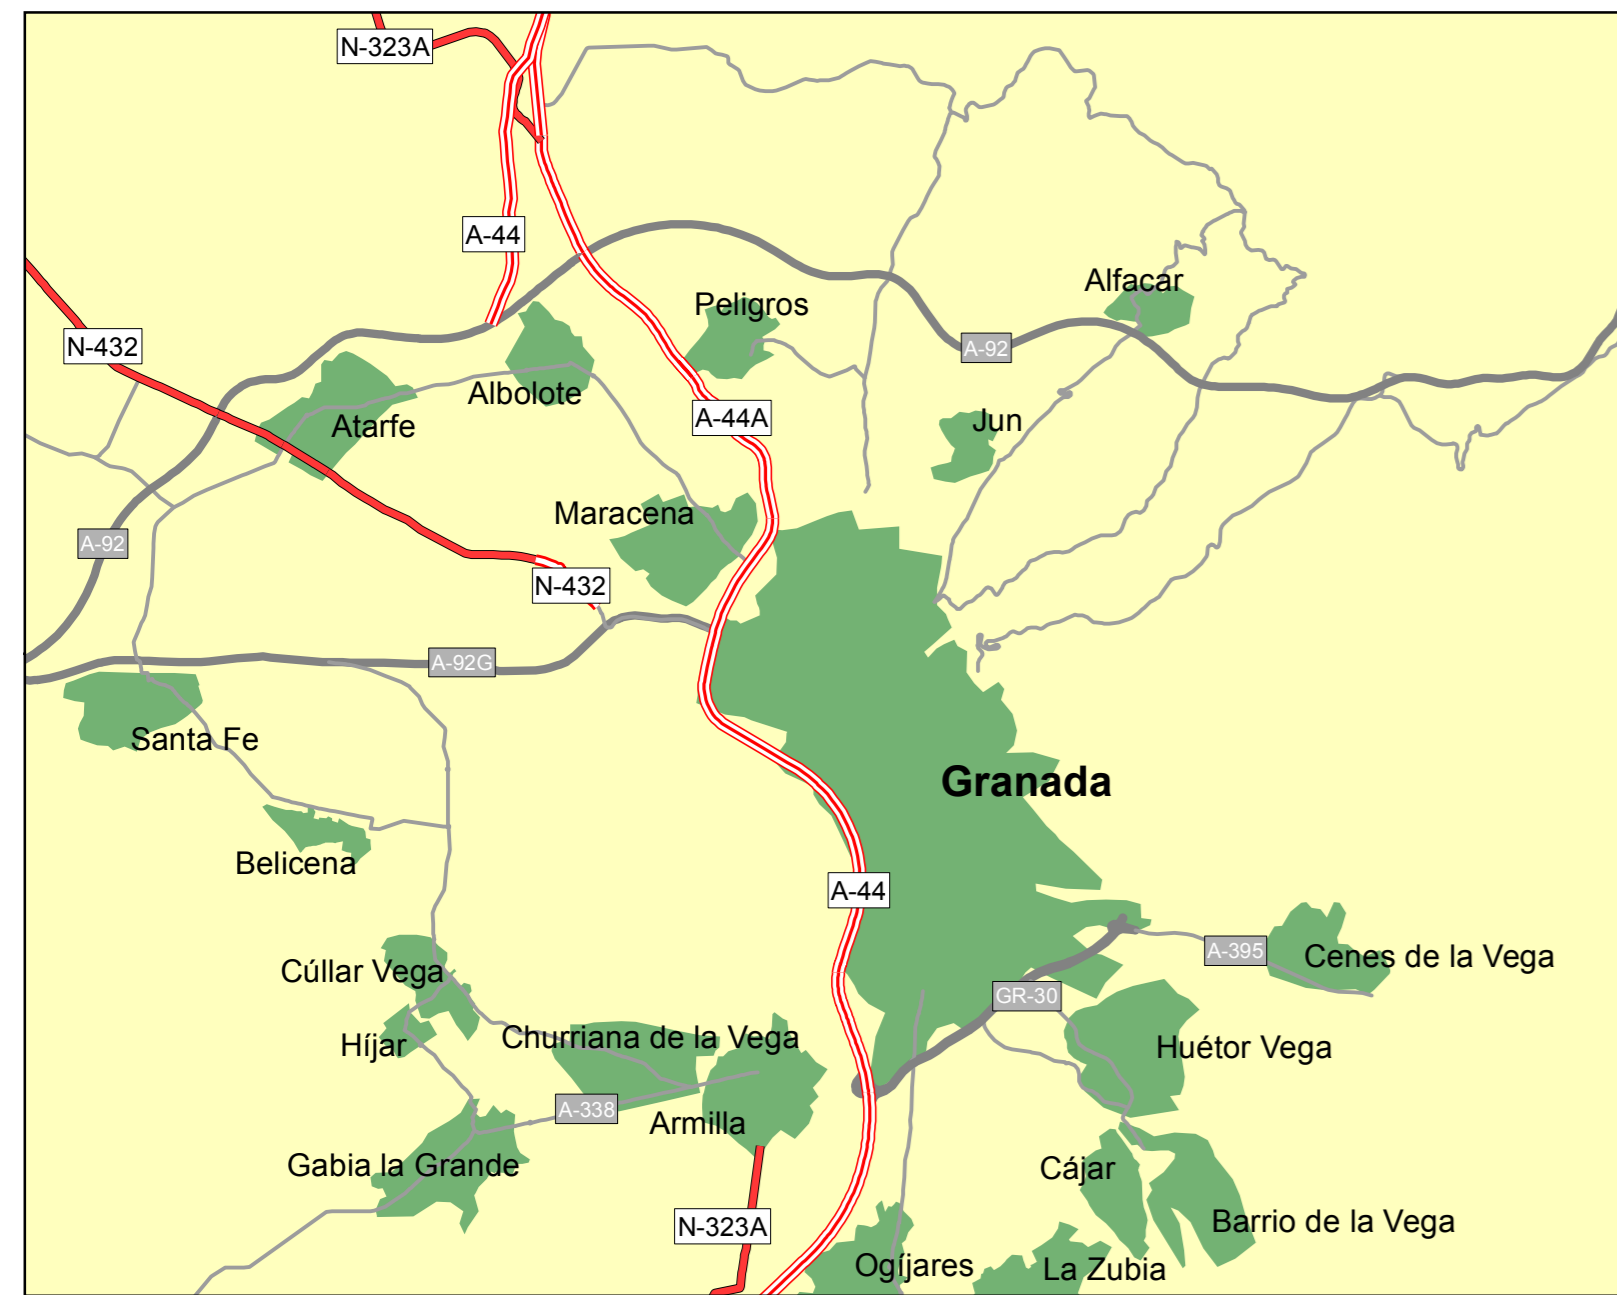 N-323A
A-44
Alfacar
Peligros
N-432
A-92
Albolote
A-44A
Jun
Atarfe
Maracena
A-92
N-432
A-92G
Santa Fe
Granada
Belicena
A-44
A-395
Cenes de la Vega
Cúllar Vega
GR-30
Churriana de la Vega
Híjar
Huétor Vega
A-338
Armilla
Gabia la Grande
Cájar
N-323A
Barrio de la Vega
Ogíjares
La Zubia